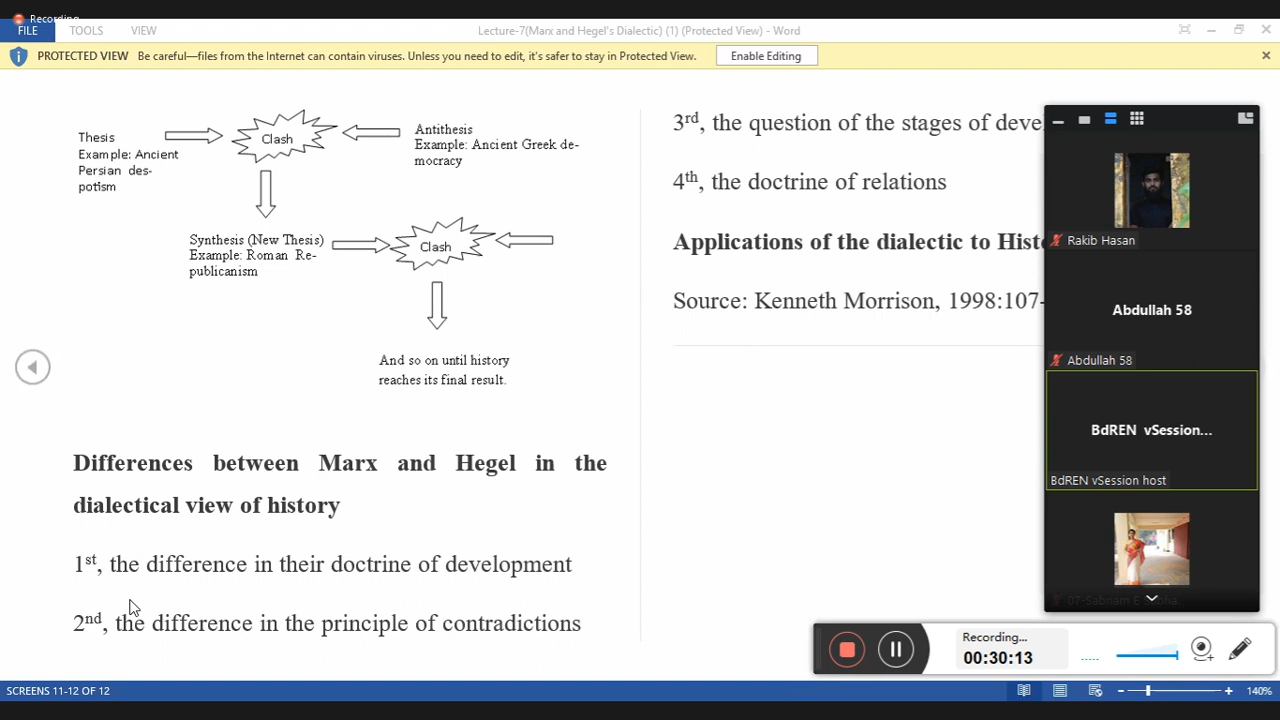 Recording
FILE TOOLS VIEW
Lecture-7(Marx and Hegel's Dialectic) (1) (Protected View) - Word
PROTECTED VIEW Be careful—files from the Internet can contain viruses. Unless you need to edit, it's safer to stay in Protected View. Enable Editing
Thesis
Example: Ancient
Persian des-
potism
Clash
Antithesis
Example: Ancient Greek de-
mocracy
Synthesis (New Thesis)
Example: Roman Re-
publicanism
Clash
And so on until history
reaches its final result.
Differences between Marx and Hegel in the
dialectical view of history
1st, the difference in their doctrine of development
2nd, the difference in the principle of contradictions
3rd, the question of the stages of deve
4th, the doctrine of relations
Applications of the dialectic to Hist
Source: Kenneth Morrison, 1998:107-
Rakib Hasan
Abdullah 58
Abdullah 58
BdREN vSession...
BdREN vSession host
07-Sabnam E
Recording...
00:30:13
SCREENS 11-12 OF 12
140%